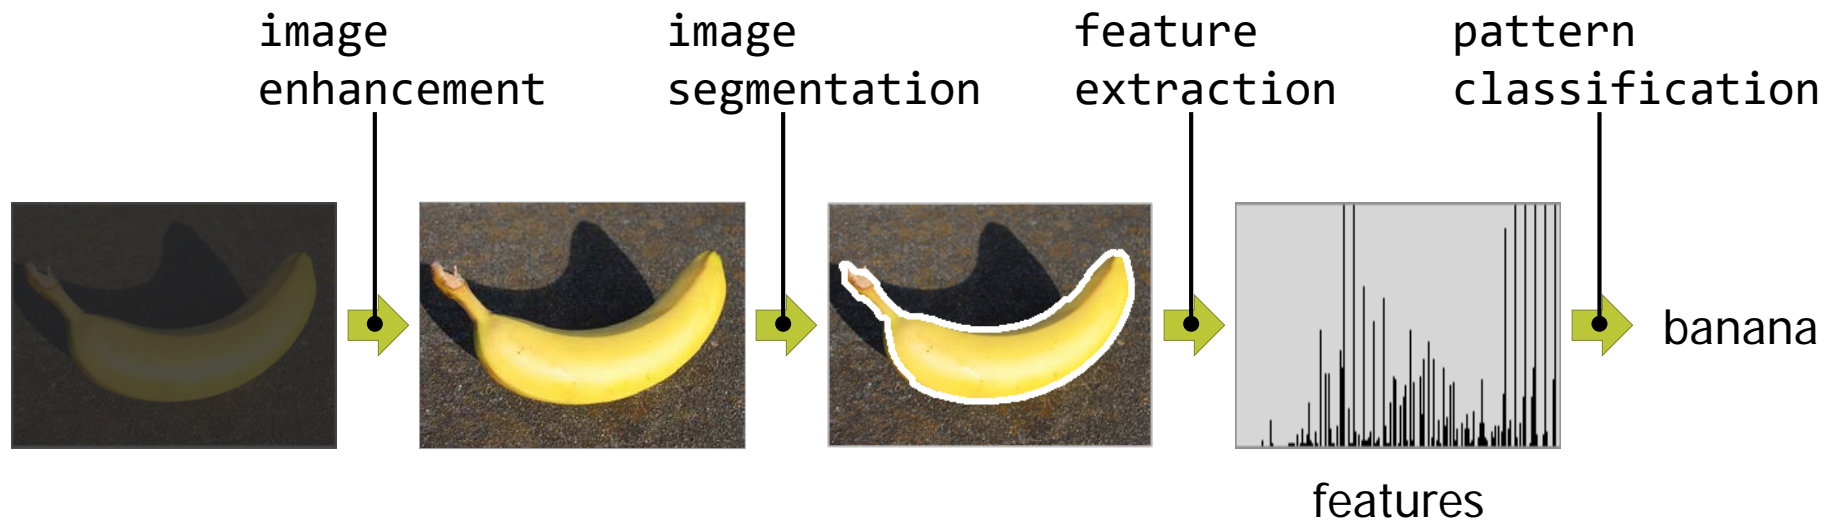 image
enhancement
image
segmentation
feature
extraction
pattern
classification
banana
features